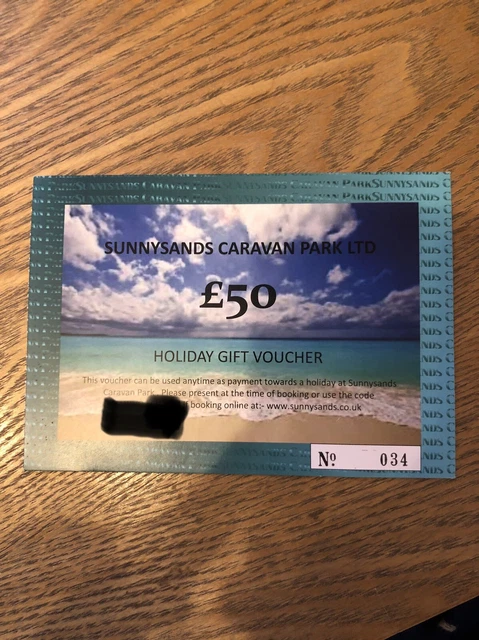 SUNNYSANDS CARAVAN
PARKSUNNYSANDS
PARKSUNNYSANDS
SUNNYSANDS CARAVAN PARK LTD
£50
HOLIDAY GIFT VOUCHER
This voucher can be used anytime as payment towards a holiday at Sunnysands
Caravan Park. Please present at the time of booking or use the code
booking online at:- www.sunnysands.co.uk
Nº 034